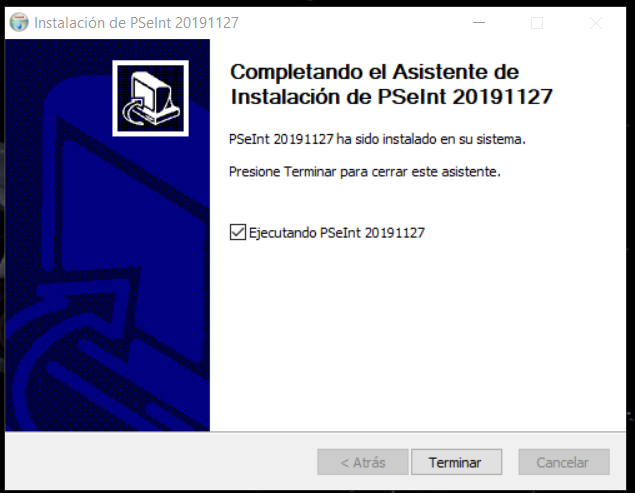 Instalación de PSeInt 20191127
Completando el Asistente de
Instalación de PSeInt 20191127
PSeInt 20191127 ha sido instalado en su sistema.
Presione Terminar para cerrar este asistente.
Ejecutando PSeInt 20191127
< Atrás Terminar Cancelar